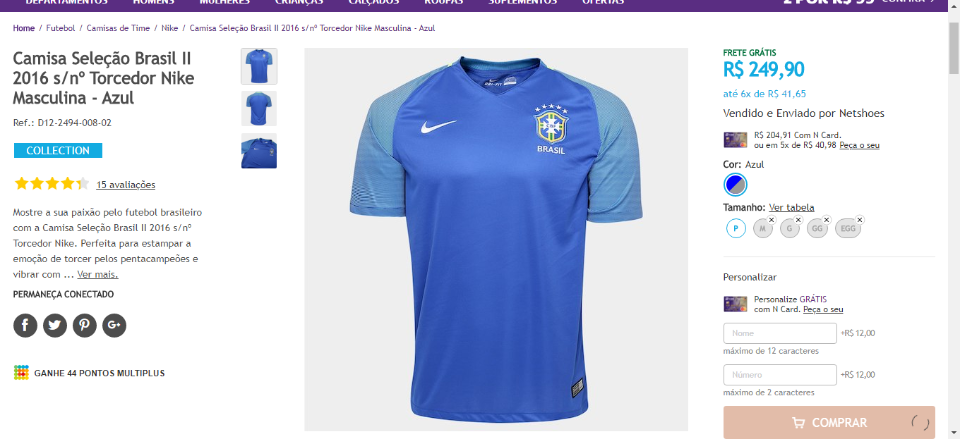 DEPARTAMENTOS HOMENS MULHERES CRIANÇAS CALÇADOS ROUPAS SUPLEMENTOS OFERTAS
2 POR R$ 99
Home / Futebol / Camisas de Time / Nike / Camisa Seleção Brasil II 2016 s/nº Torcedor Nike Masculina - Azul
Camisa Seleção Brasil II
2016 s/nº Torcedor Nike
Masculina - Azul
Ref.: D12-2494-008-02
COLLECTION
15 avaliações
Mostre a sua paixão pelo futebol brasileiro
com a Camisa Seleção Brasil II 2016 s/nº
Torcedor Nike. Perfeita para estampar a
emoção de torcer pelos pentacampeões e
vibrar com ... Ver mais.
PERMANEÇA CONECTADO
GANHE 44 PONTOS MULTIPLUS
BRASIL
FRETE GRÁTIS
R$ 249,90
até 6x de R$ 41,65
Vendido e Enviado por Netshoes
R$ 204,91 Com N Card.
ou em 5x de R$ 40,98 Peça o seu
Cor: Azul
Tamanho: Ver tabela
P M G GG EGG
Personalizar
Personalize GRÁTIS
com N Card. Peça o seu
Nome +R$ 12,00
máximo de 12 caracteres
Número +R$ 12,00
máximo de 2 caracteres
COMPRAR